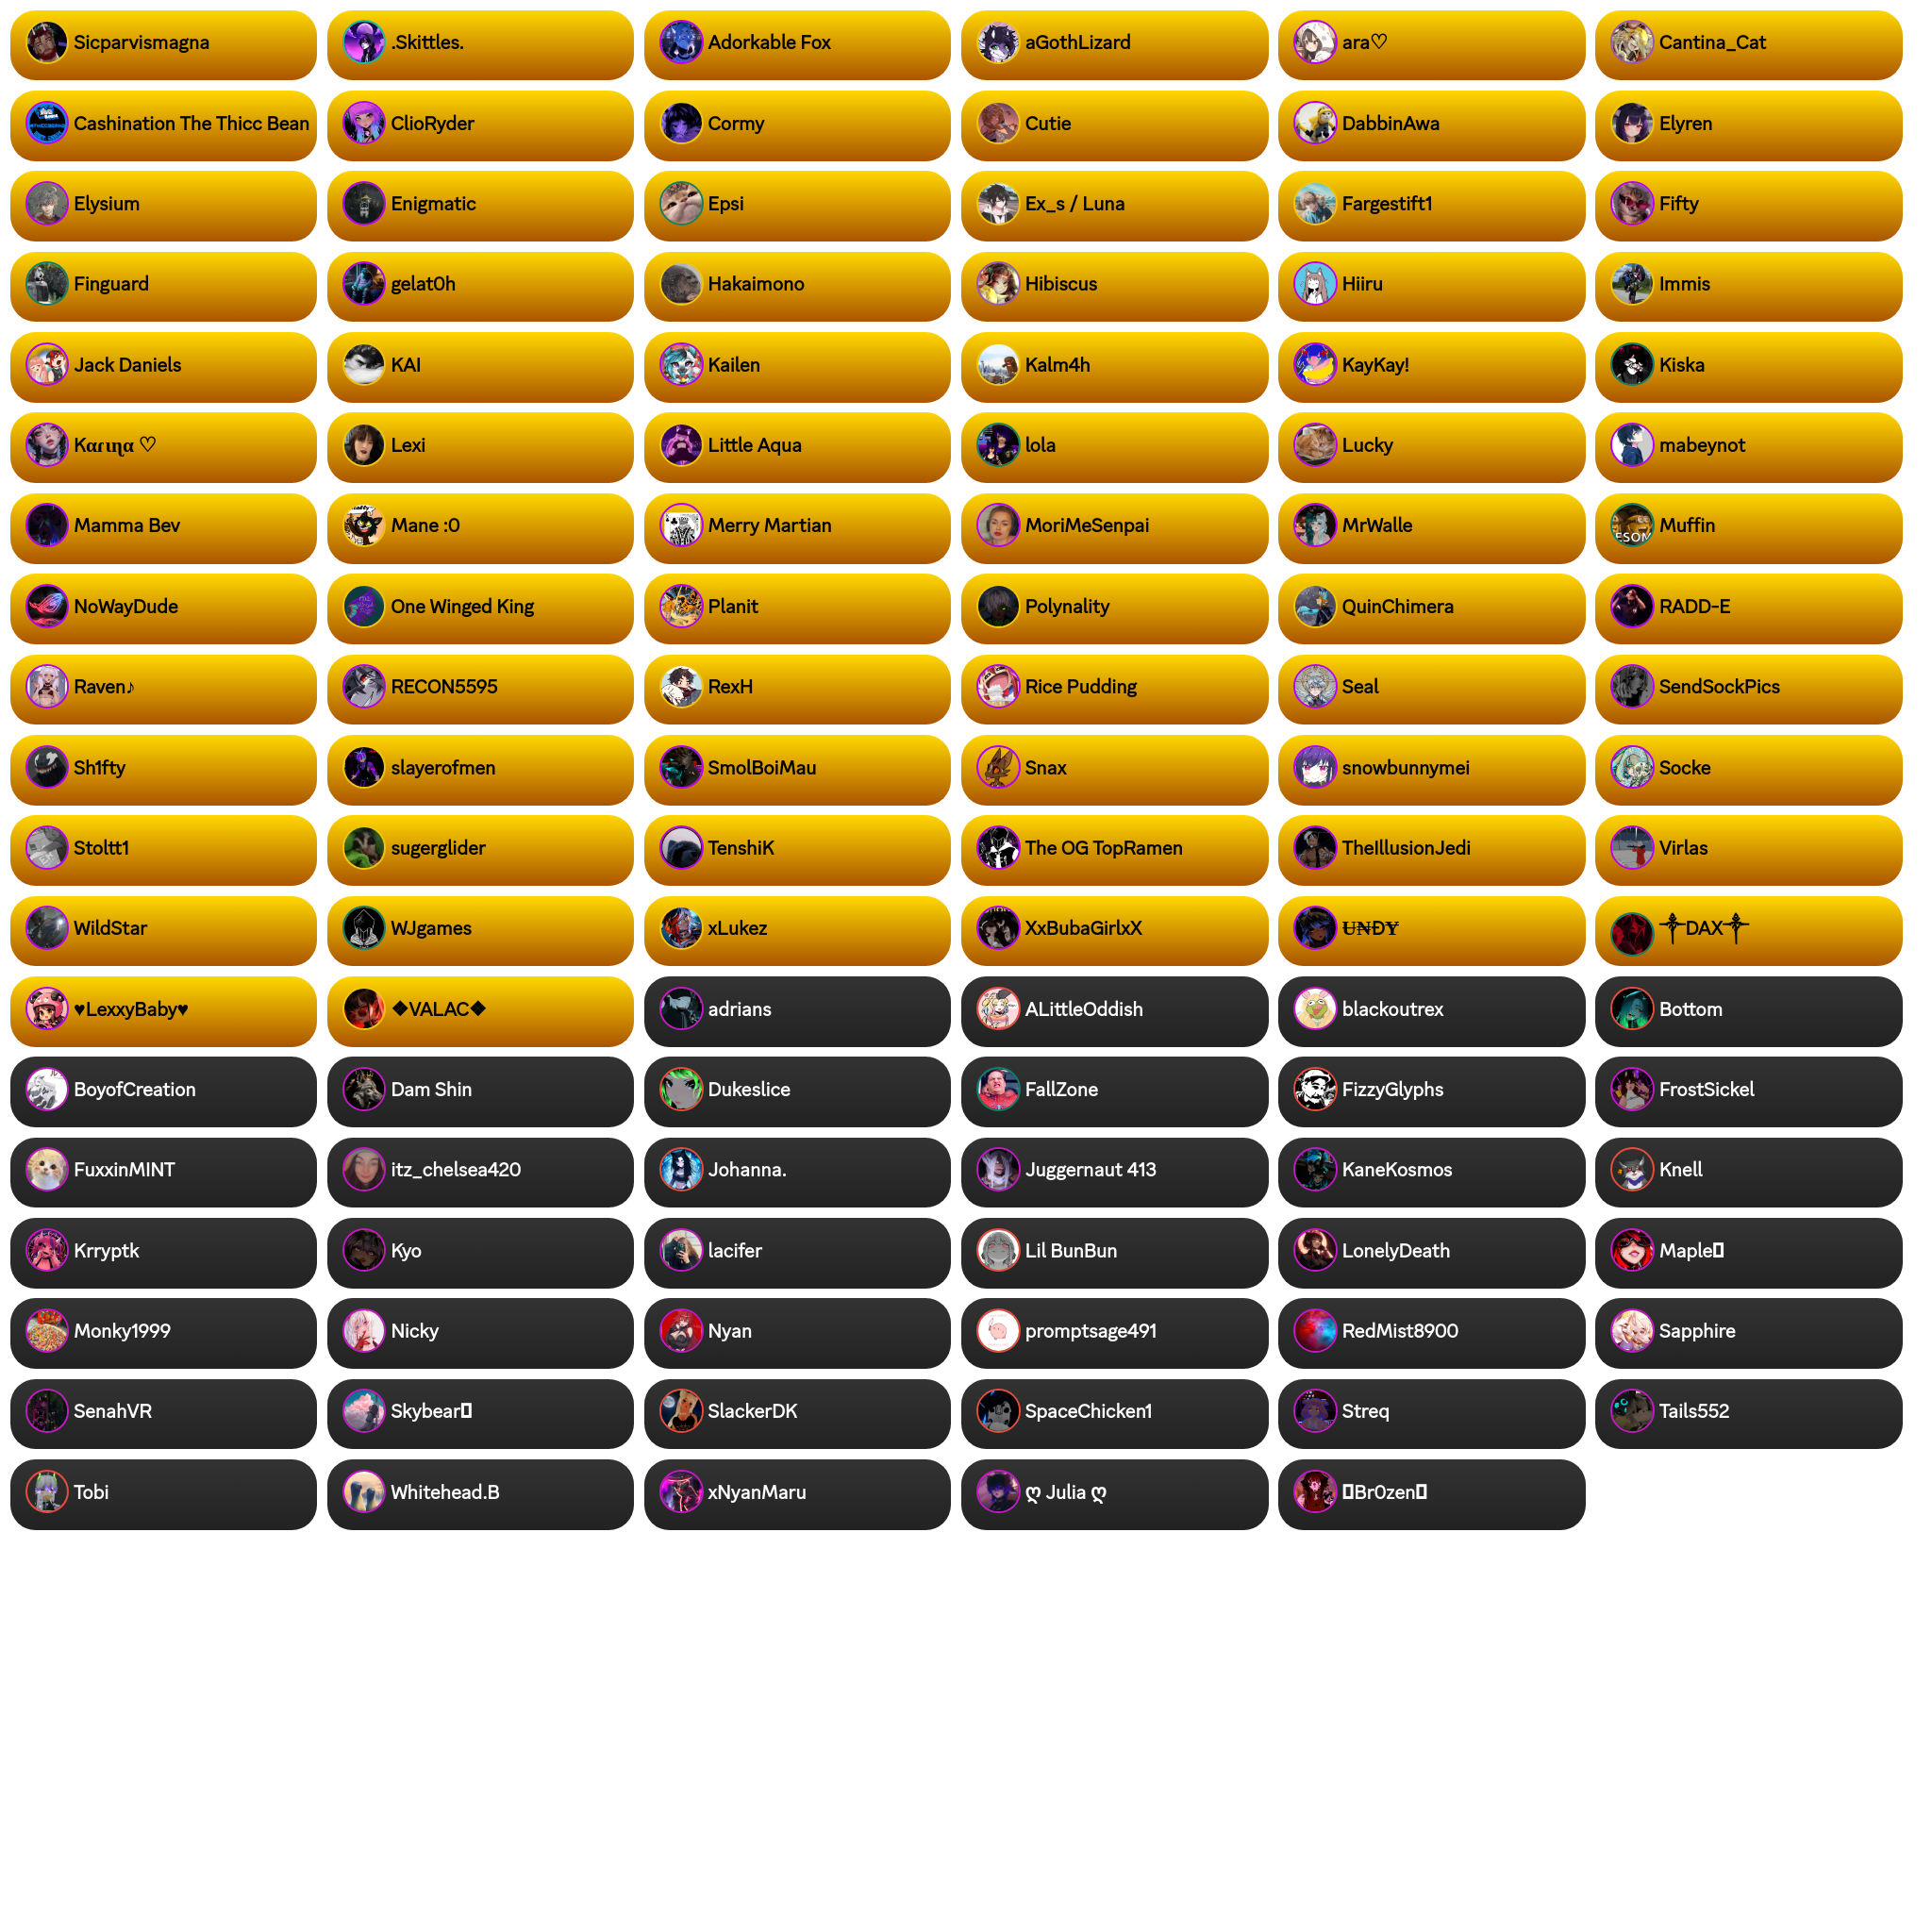 Sicparvismagna
.Skittles.
Adorkable Fox
aGothLizard
ara♡
Cantina_Cat
Cashination The Thicc Bean
ClioRyder
Cormy
Cutie
DabbinAwa
Elyren
Elysium
Enigmatic
Epsi
Ex_s / Luna
Fargestift1
Fifty
Finguard
gelat0h
Hakaimono
Hibiscus
Hiiru
Immis
Jack Daniels
KAI
Kailen
Kalm4h
KayKay!
Kiska
Kαɾιɳα ♡
Lexi
Little Aqua
lola
Lucky
mabeynot
Mamma Bev
Mane :0
Merry Martian
MoriMeSenpai
MrWalle
Muffin
NoWayDude
One Winged King
Planit
Polynality
QuinChimera
RADD-E
Raven♪
RECON5595
RexH
Rice Pudding
Seal
SendSockPics
Sh1fty
slayerofmen
SmolBoiMau
Snax
snowbunnymei
Socke
Stoltt1
sugerglider
TenshiK
The OG TopRamen
TheIllusionJedi
Virlas
WildStar
WJgames
xLukez
XxBubaGirlxX
U̶N̶ĐY̶
⸸DAX⸸
♥LexxyBaby♥
❖VALAC❖
adrians
ALittleOddish
blackoutrex
Bottom
BoyofCreation
Dam Shin
Dukeslice
FallZone
FizzyGlyphs
FrostSickel
FuxxinMINT
itz_chelsea420
Johanna.
Juggernaut 413
KaneKosmos
Knell
Krryptk
Kyo
lacifer
Lil BunBun
LonelyDeath
Maple
Monky1999
Nicky
Nyan
promptsage491
RedMist8900
Sapphire
SenahVR
Skybear
SlackerDK
SpaceChicken1
Streq
Tails552
Tobi
Whitehead.B
xNyanMaru
ღ Julia ღ
Br0zen